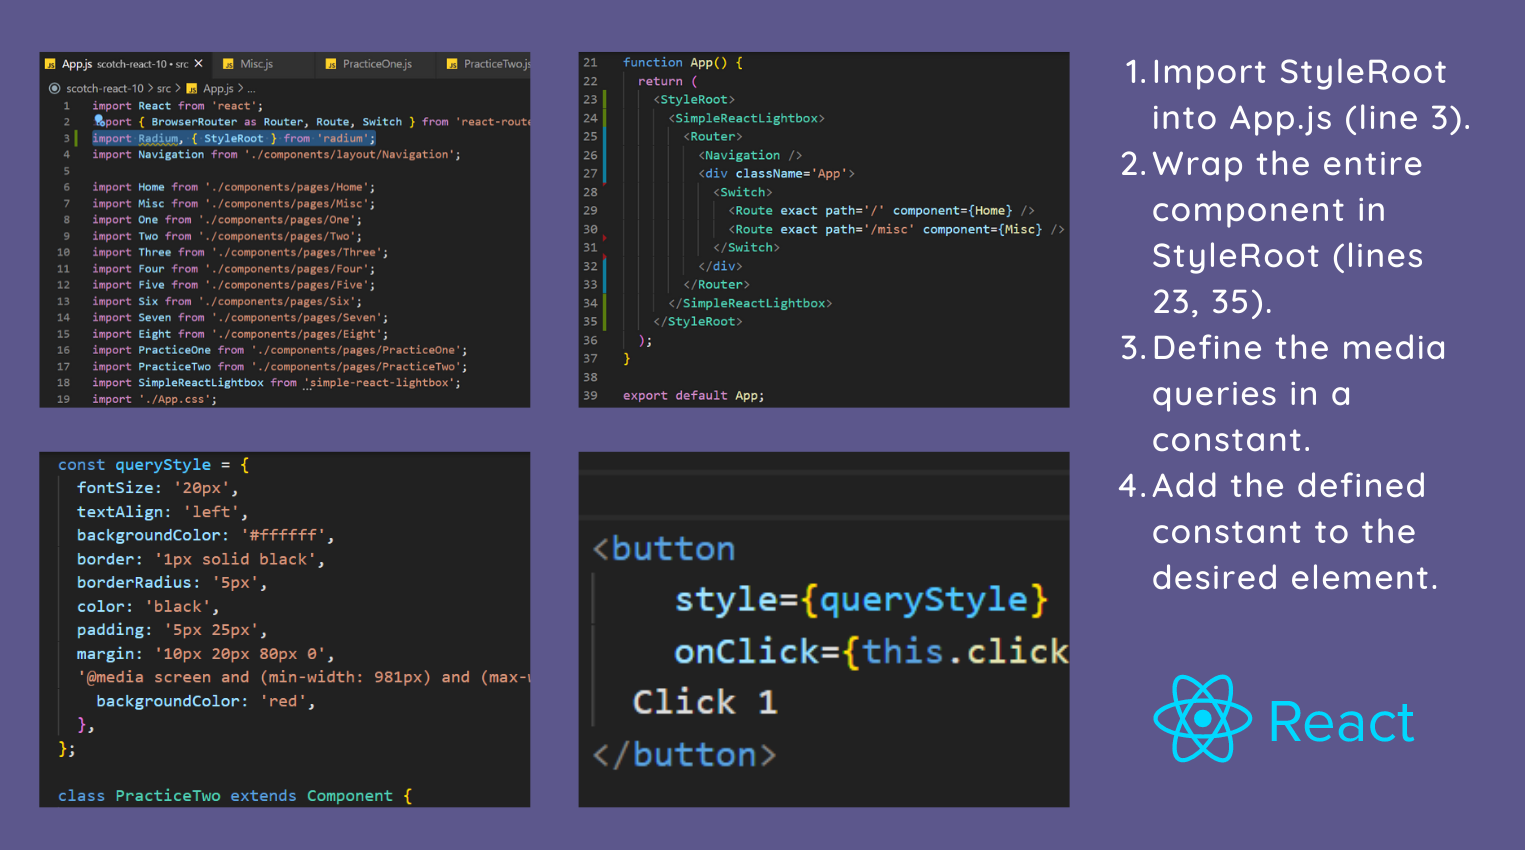 App.js scotch-react-10 • src ✕ Misc.js PracticeOne.js PracticeTwo.js
scotch-react-10 > src > App.js > ...
1 import React from 'react';
2 import { BrowserRouter as Router, Route, Switch } from 'react-route
3 import Radium, { StyleRoot } from 'radium';
4 import Navigation from './components/layout/Navigation';
5
6 import Home from './components/pages/Home';
7 import Misc from './components/pages/Misc';
8 import One from './components/pages/One';
9 import Two from './components/pages/Two';
10 import Three from './components/pages/Three';
11 import Four from './components/pages/Four';
12 import Five from './components/pages/Five';
13 import Six from './components/pages/Six';
14 import Seven from './components/pages/Seven';
15 import Eight from './components/pages/Eight';
16 import PracticeOne from './components/pages/PracticeOne';
17 import PracticeTwo from './components/pages/PracticeTwo';
18 import SimpleReactLightbox from 'simple-react-lightbox';
19 import './App.css';
21 function App() {
22 return (
23 <StyleRoot>
24 <SimpleReactLightbox>
25 <Router>
26 <Navigation />
27 <div className='App'>
28 <Switch>
29 <Route exact path='/' component={Home} />
30 <Route exact path='/misc' component={Misc} />
31 </Switch>
32 </div>
33 </Router>
34 </SimpleReactLightbox>
35 </StyleRoot>
36 );
37 }
38
39 export default App;
const queryStyle = {
fontSize: '20px',
textAlign: 'left',
backgroundColor: '#ffffff',
border: '1px solid black',
borderRadius: '5px',
color: 'black',
padding: '5px 25px',
margin: '10px 20px 80px 0',
'@media screen and (min-width: 981px) and (max-w
backgroundColor: 'red',
},
};
class PracticeTwo extends Component {
<button
style={queryStyle}
onClick={this.click
Click 1
</button>
1. Import StyleRoot
into App.js (line 3).
2. Wrap the entire
component in
StyleRoot (lines
23, 35).
3. Define the media
queries in a
constant.
4. Add the defined
constant to the
desired element.
React